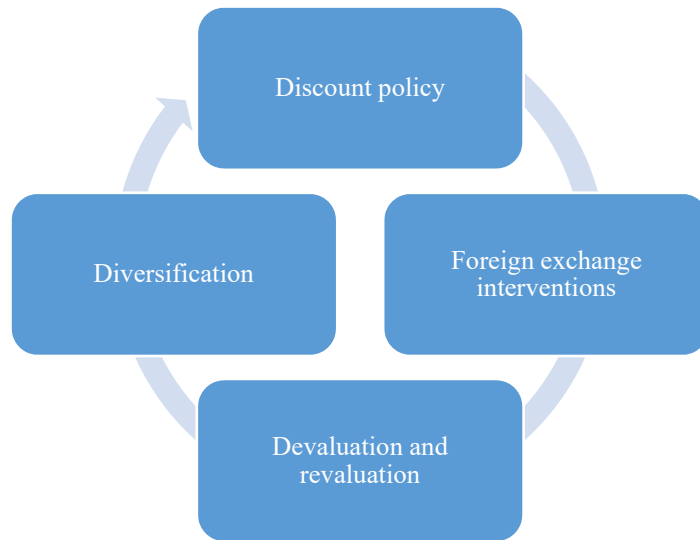 Discount policy
Foreign exchange
interventions
Devaluation and
revaluation
Diversification